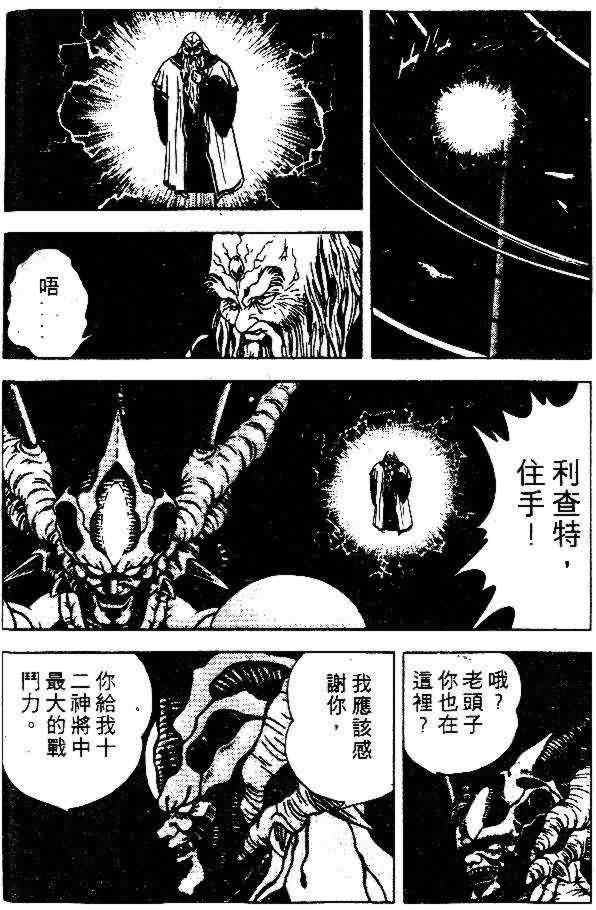 唔....
利查特，
住手！
哦？
老頭子
你也在
這裡？
我應該感
謝你，
你給我十
二神將中
最大的戰
鬥力。